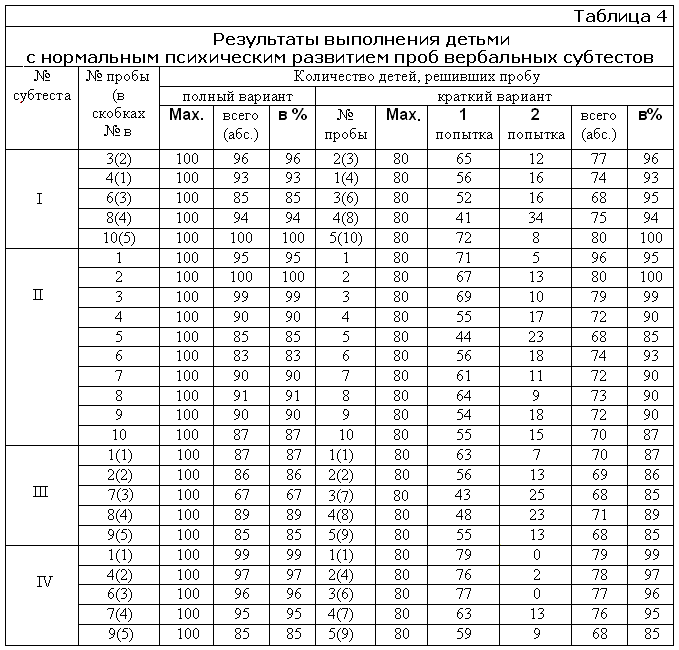 Таблица 4
Результаты выполнения детьми
с нормальным психическим развитием проб вербальных субтестов
№ субтеста № пробы (в скобках № в Количество детей, решивших пробу
полный вариант краткий вариант
Max. всего (абс.) в % № пробы Max. 1 попытка 2 попытка всего (абс.) в%
I 3(2) 100 96 96 2(3) 80 65 12 77 96
4(1) 100 93 93 1(4) 80 56 16 74 93
6(3) 100 85 85 3(6) 80 52 16 68 95
8(4) 100 94 94 4(8) 80 41 34 75 94
10(5) 100 100 100 5(10) 80 72 8 80 100
II 1 100 95 95 1 80 71 5 96 95
2 100 100 100 2 80 67 13 80 100
3 100 99 99 3 80 69 10 79 99
4 100 90 90 4 80 55 17 72 90
5 100 85 85 5 80 44 23 68 85
6 100 83 83 6 80 56 18 74 93
7 100 90 90 7 80 61 11 72 90
8 100 91 91 8 80 64 9 73 90
9 100 90 90 9 80 54 18 72 90
10 100 87 87 10 80 55 15 70 87
III 1(1) 100 87 87 1(1) 80 63 7 70 87
2(2) 100 86 86 2(2) 80 56 13 69 86
7(3) 100 67 67 3(7) 80 43 25 68 85
8(4) 100 89 89 4(8) 80 48 23 71 89
9(5) 100 85 85 5(9) 80 55 13 68 85
IV 1(1) 100 99 99 1(1) 80 79 0 79 99
4(2) 100 97 97 2(4) 80 76 2 78 97
6(3) 100 96 96 3(6) 80 77 0 77 96
7(4) 100 95 95 4(7) 80 63 13 76 95
9(5) 100 85 85 5(9) 80 59 9 68 85